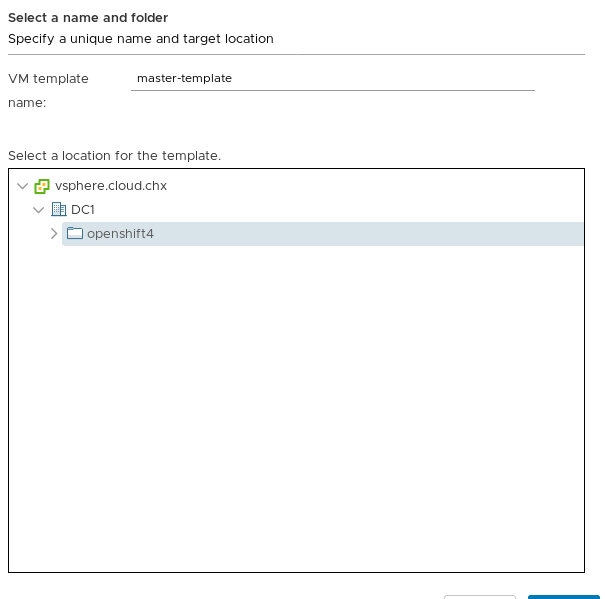 Select a name and folder
Specify a unique name and target location
VM template name:
master-template
Select a location for the template.
vsphere.cloud.chx
DC1
openshift4